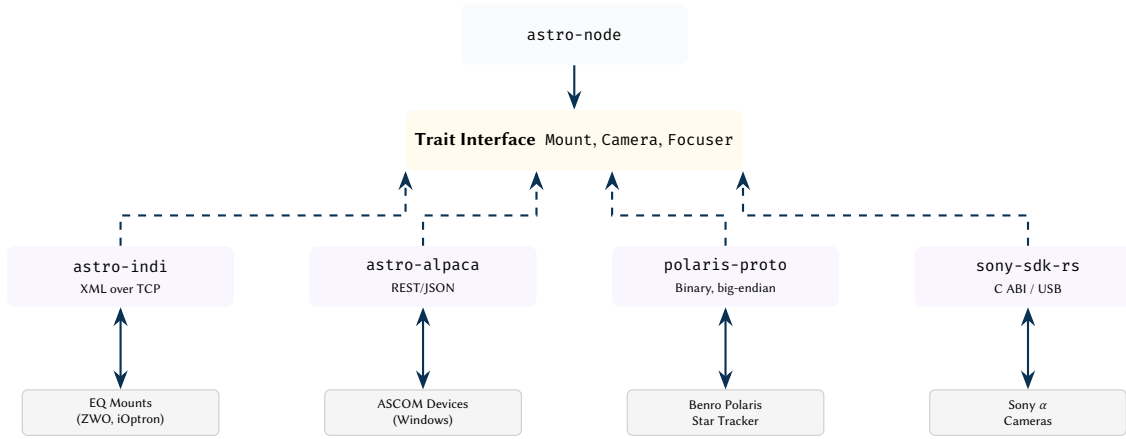 astro-node
Trait Interface Mount, Camera, Focuser
astro-indi
XML over TCP
astro-alpaca
REST/JSON
polaris-proto
Binary, big-endian
sony-sdk-rs
C ABI / USB
EQ Mounts
(ZWO, iOptron)
ASCOM Devices
(Windows)
Benro Polaris
Star Tracker
Sony α
Cameras